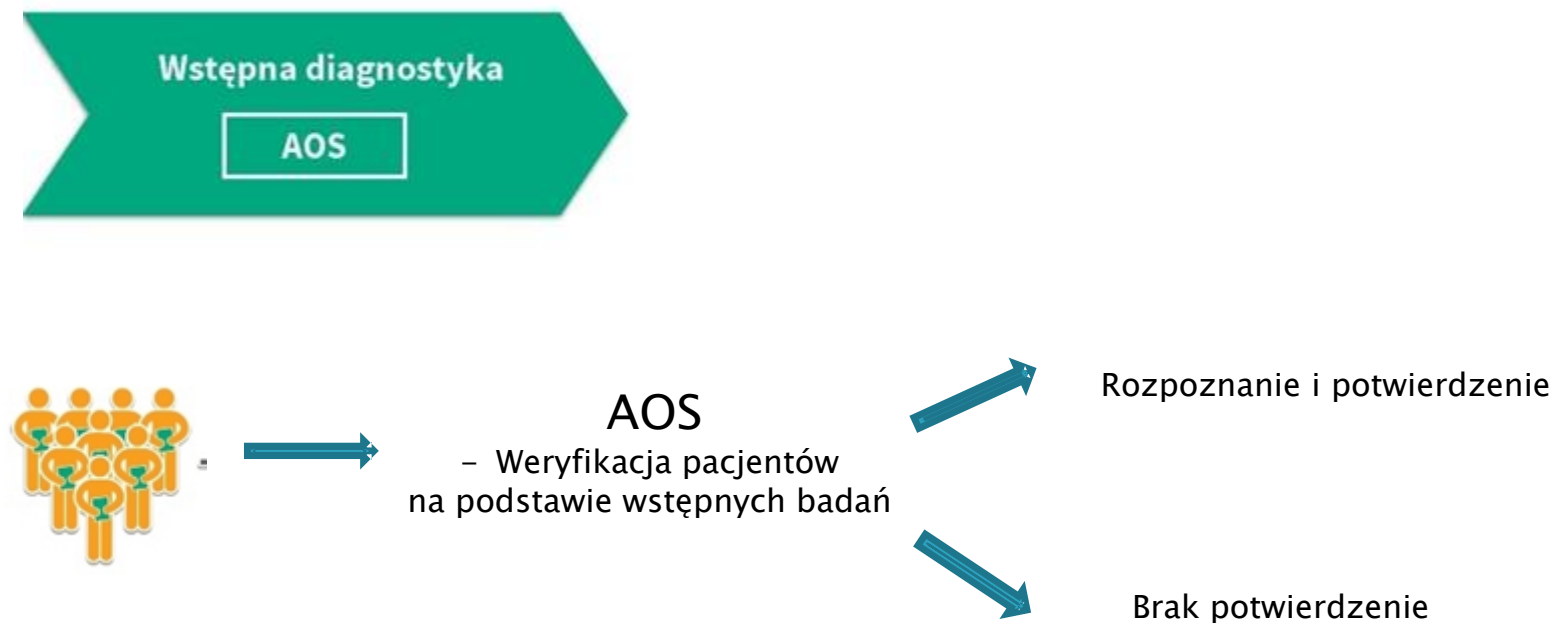 Wstępna diagnostyka
AOS
Rozpoznanie i potwierdzenie
AOS
– Weryfikacja pacjentów
na podstawie wstępnych badań
Brak potwierdzenie